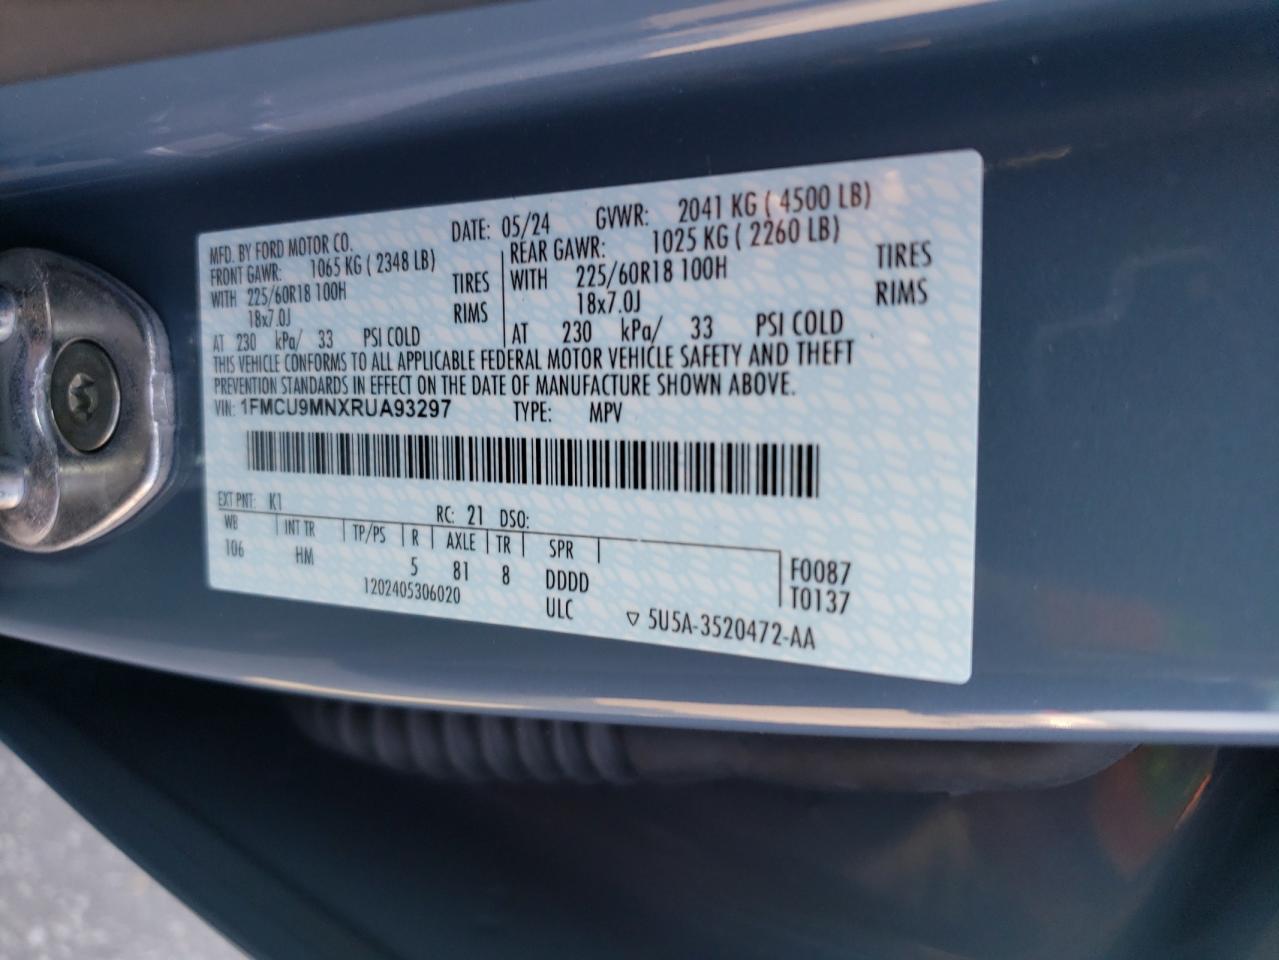 MFD. BY FORD MOTOR CO. DATE: 05/24 GVWR: 2041 KG ( 4500 LB)
FRONT GAWR: 1065 KG ( 2348 LB) REAR GAWR: 1025 KG ( 2260 LB)
WITH 225/60R18 100H TIRES WITH 225/60R18 100H TIRES
18x7.0J RIMS 18x7.0J RIMS
AT 230 kPa/ 33 PSI COLD AT 230 kPa/ 33 PSI COLD
THIS VEHICLE CONFORMS TO ALL APPLICABLE FEDERAL MOTOR VEHICLE SAFETY AND THEFT
PREVENTION STANDARDS IN EFFECT ON THE DATE OF MANUFACTURE SHOWN ABOVE.
VIN: 1FMCU9MNXRUA93297 TYPE: MPV
EXT PNT: K1 RC: 21 DSO:
WB INT TR TP/PS R AXLE TR SPR
106 HM 5 81 8 DDDD F0087
1202405306020 ULC T0137
▽ 5U5A-3520472-AA